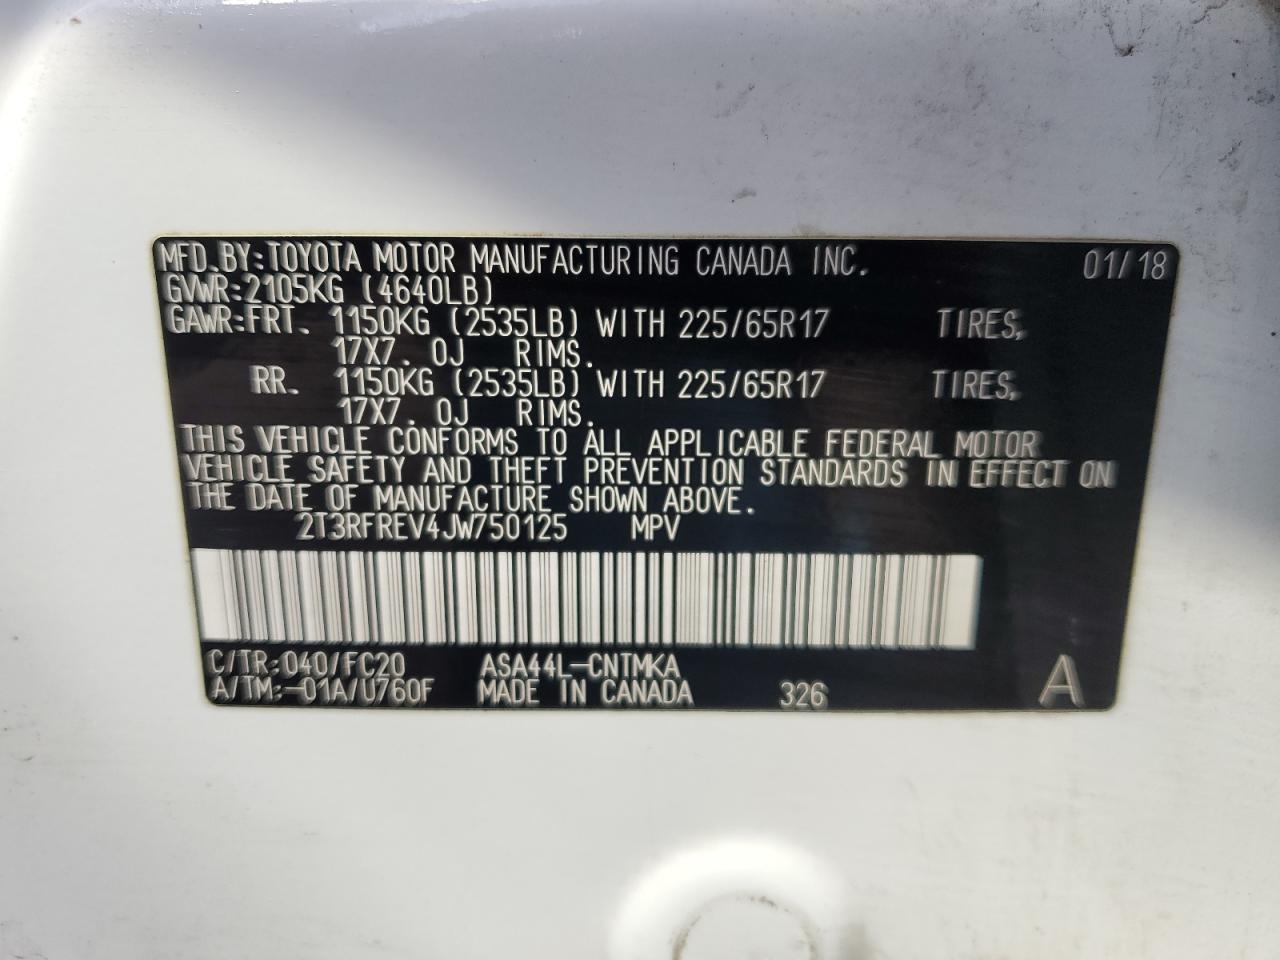 MFD.BY:TOYOTA MOTOR MANUFACTURING CANADA INC. 01/18
GVWR:2105KG (4640LB)
GAWR:FRT. 1150KG (2535LB) WITH 225/65R17 TIRES,
17X7.0J RIMS.
RR. 1150KG (2535LB) WITH 225/65R17 TIRES,
17X7.0J RIMS.
THIS VEHICLE CONFORMS TO ALL APPLICABLE FEDERAL MOTOR
VEHICLE SAFETY AND THEFT PREVENTION STANDARDS IN EFFECT ON
THE DATE OF MANUFACTURE SHOWN ABOVE.
2T3RFREV4JW750125 MPV
C/TR:040/FC20 ASA44L-CNTMKA
A/TM:-01A/U760F MADE IN CANADA 326 A